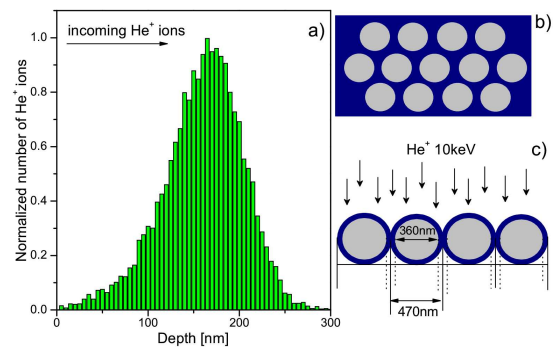 incoming He+ ions
a)
Normalized number of He+ ions
1.0
0.8
0.6
0.4
0.2
0.0
0
100
200
300
Depth [nm]
b)
c)
He+ 10keV
360nm
470nm